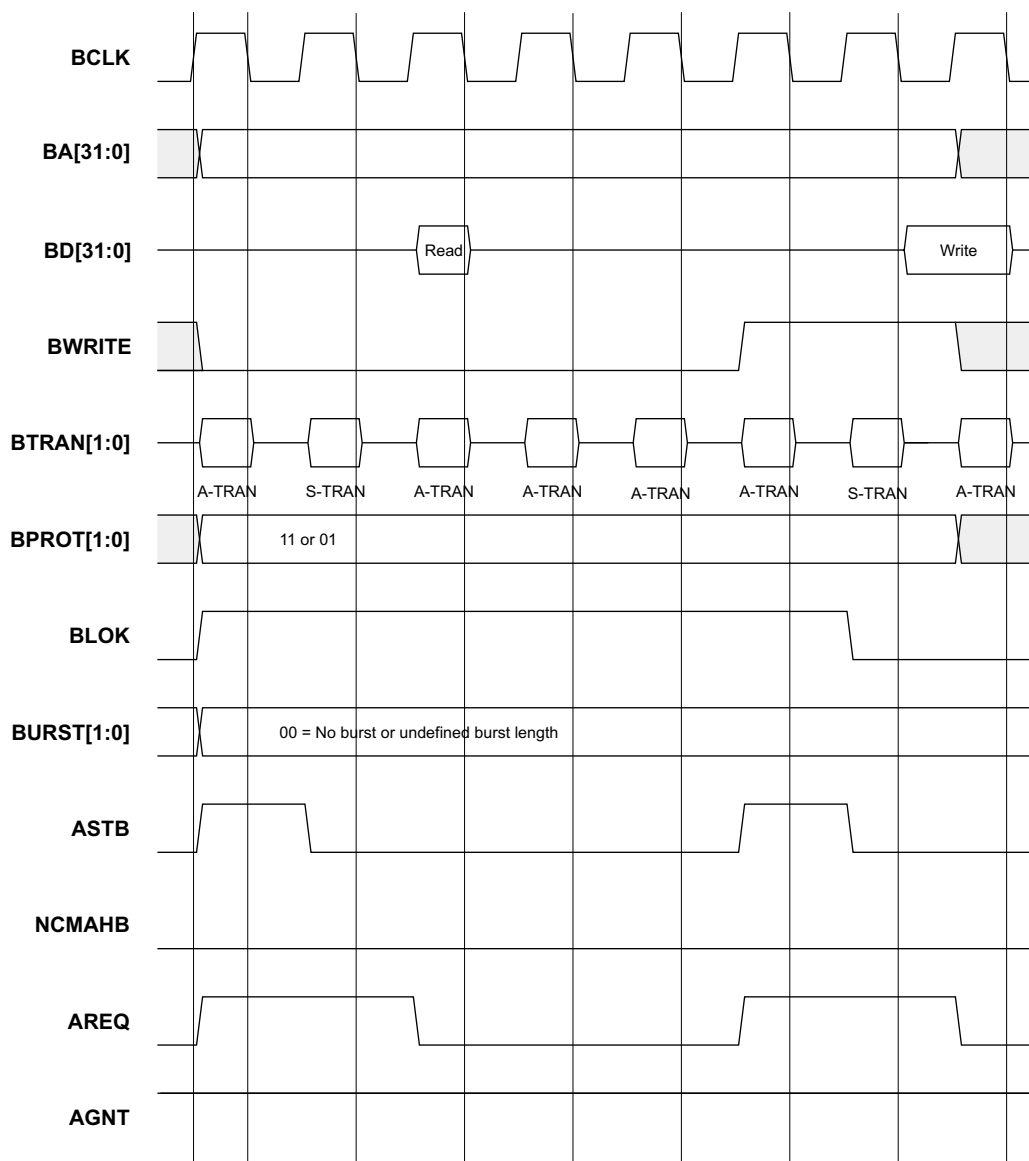 BCLK
BA[31:0]
BD[31:0]
Read
Write
BWRITE
BTRAN[1:0]
A-TRAN S-TRAN A-TRAN A-TRAN A-TRAN A-TRAN S-TRAN A-TRAN
BPROT[1:0]
11 or 01
BLOK
BURST[1:0]
00 = No burst or undefined burst length
ASTB
NCMAHB
AREQ
AGNT